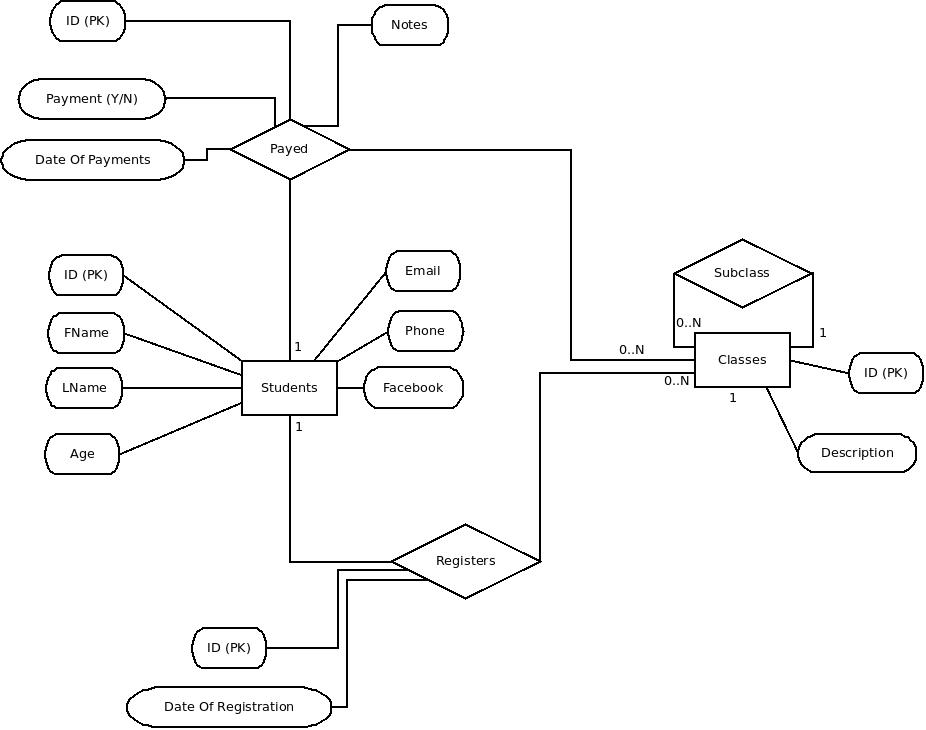 ID (PK)
Notes
Payment (Y/N)
Date Of Payments
Payed
ID (PK)
Email
Subclass
FName
Phone
0..N
1
1
0..N
Classes
ID (PK)
LName
Students
Facebook
0..N
1
1
Age
Description
Registers
ID (PK)
Date Of Registration